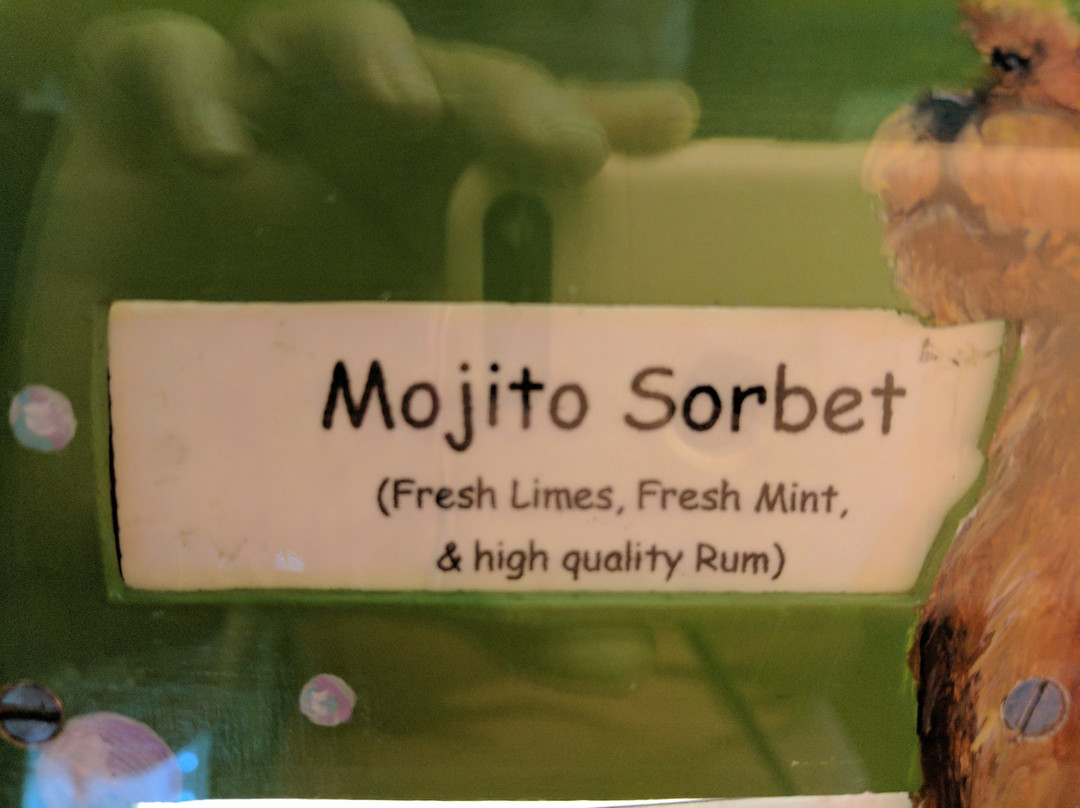 Mojito Sorbet
(Fresh Limes, Fresh Mint,
& high quality Rum)